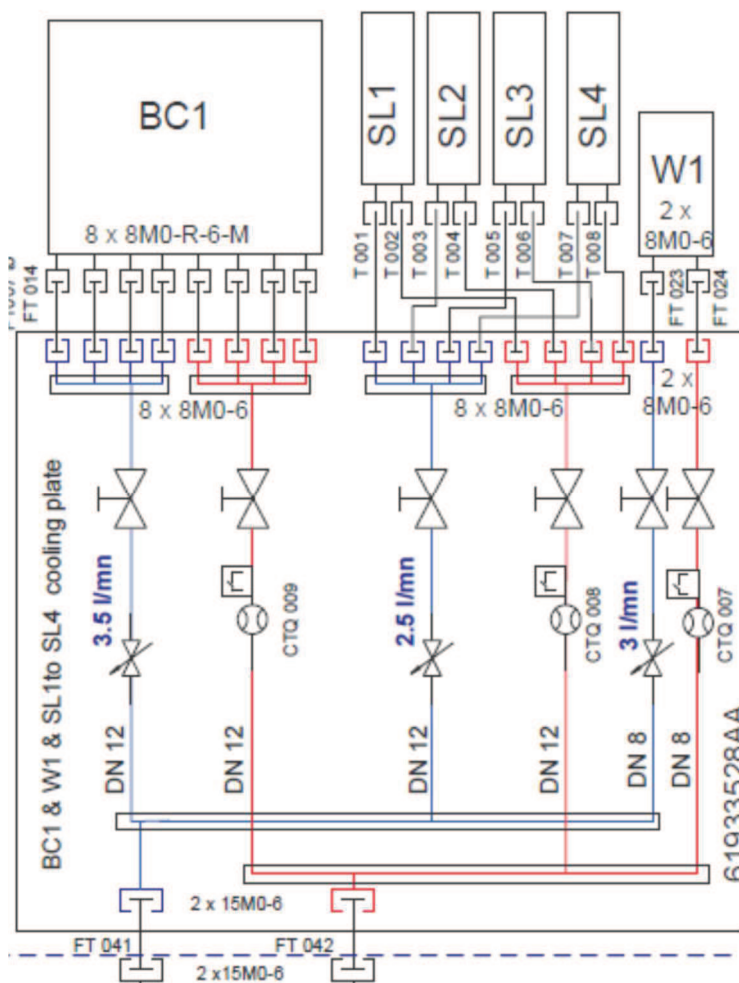 BC1
8 x 8M0-R-6-M
SL1
SL2
SL3
SL4
W1
2 x
8M0-6
FT 014
T 001
T 002
T 003
T 004
T 005
T 006
T 007
T 008
FT 023
FT 024
8 x 8M0-6
8 x 8M0-6
2 x
8M0-6
BC1 & W1 & SL1to SL4 cooling plate
3.5 l/mn
CTQ 009
2.5 l/mn
CTQ 008
3 l/mn
CTQ 007
DN 12
DN 12
DN 12
DN 12
DN 8
DN 8
61933528AA
2 x 15M0-6
FT 041
FT 042
2 x15M0-6